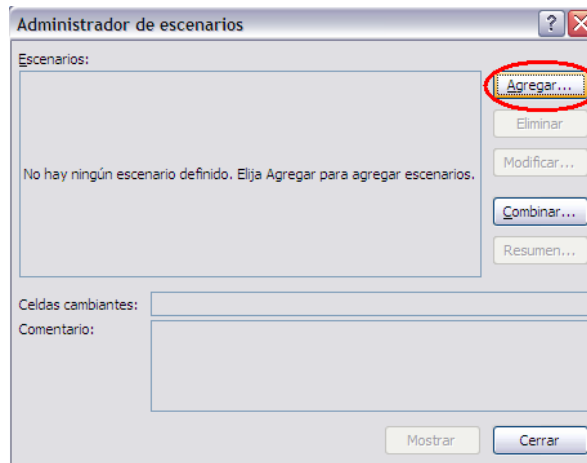 Administrador de escenarios
?
Escenarios:
No hay ningún escenario definido. Elija Agregar para agregar escenarios.
Agregar...
Eliminar
Modificar...
Combinar...
Resumen...
Celdas cambiantes:
Comentario:
Mostrar
Cerrar